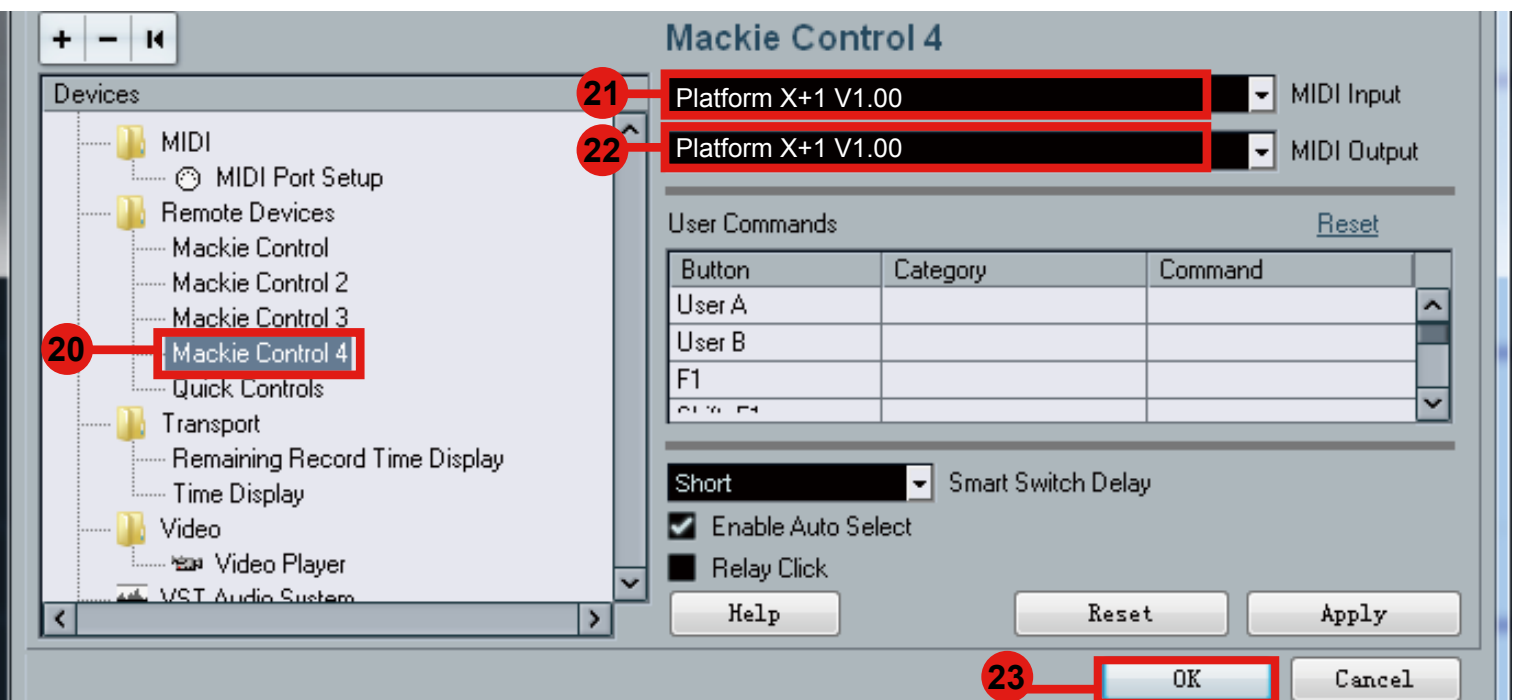 + - 
Mackie Control 4
Devices
MIDI
MIDI Port Setup
Remote Devices
Mackie Control
Mackie Control 2
Mackie Control 3
20
Mackie Control 4
Quick Controls
Transport
Remaining Record Time Display
Time Display
Video
Video Player
VST Audio System
21
Platform X+1 V1.00
MIDI Input
22
Platform X+1 V1.00
MIDI Output
User Commands
Reset
Button Category Command
User A
User B
F1
Short
Smart Switch Delay
Enable Auto Select
Relay Click
Help
Reset
Apply
23
OK
Cancel